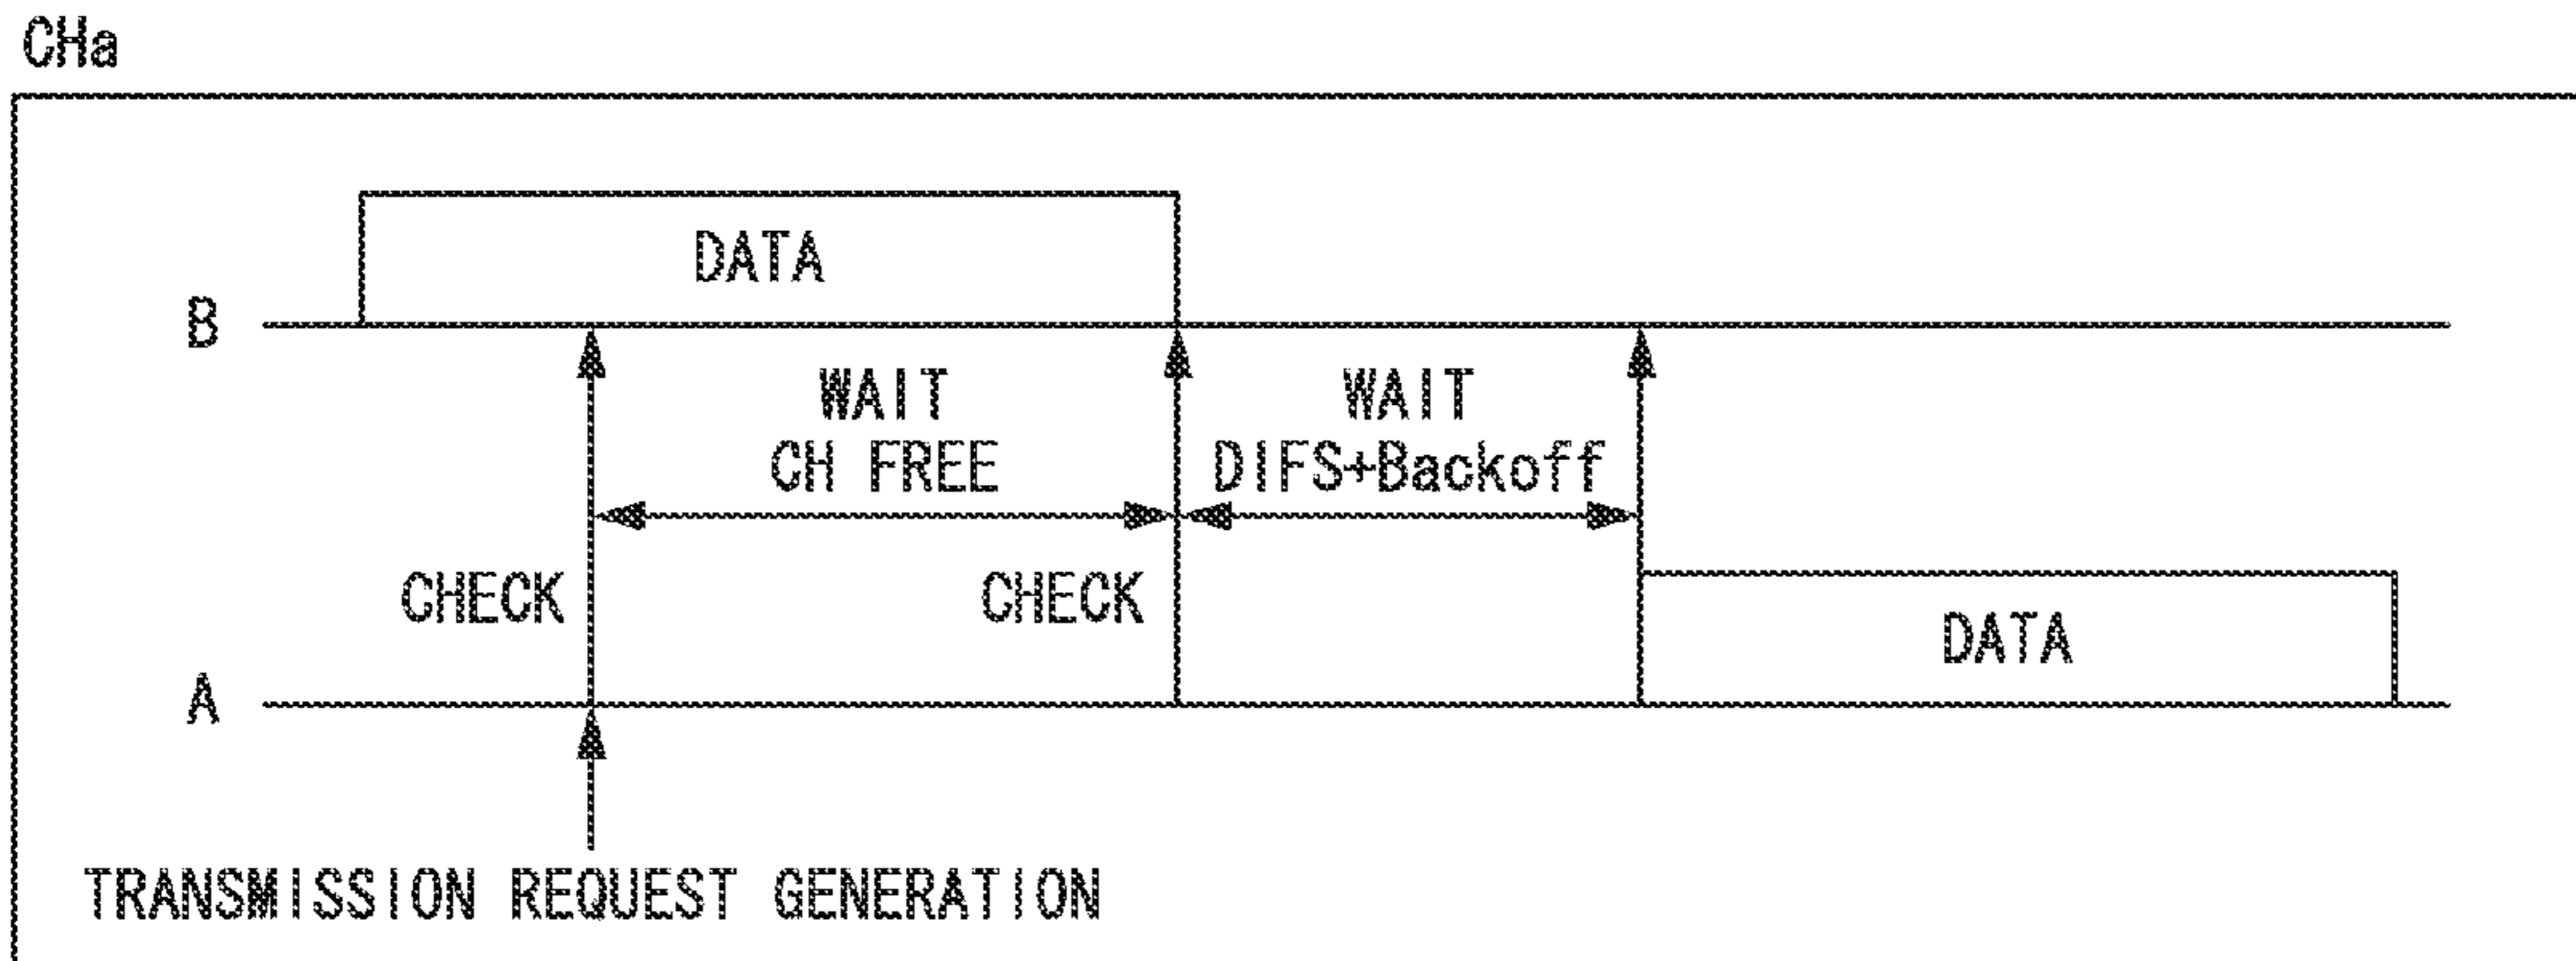 CHa
DATA
B
WAIT
CH FREE
WAIT
DIFS+Backoff
CHECK
CHECK
DATA
A
TRANSMISSION REQUEST GENERATION